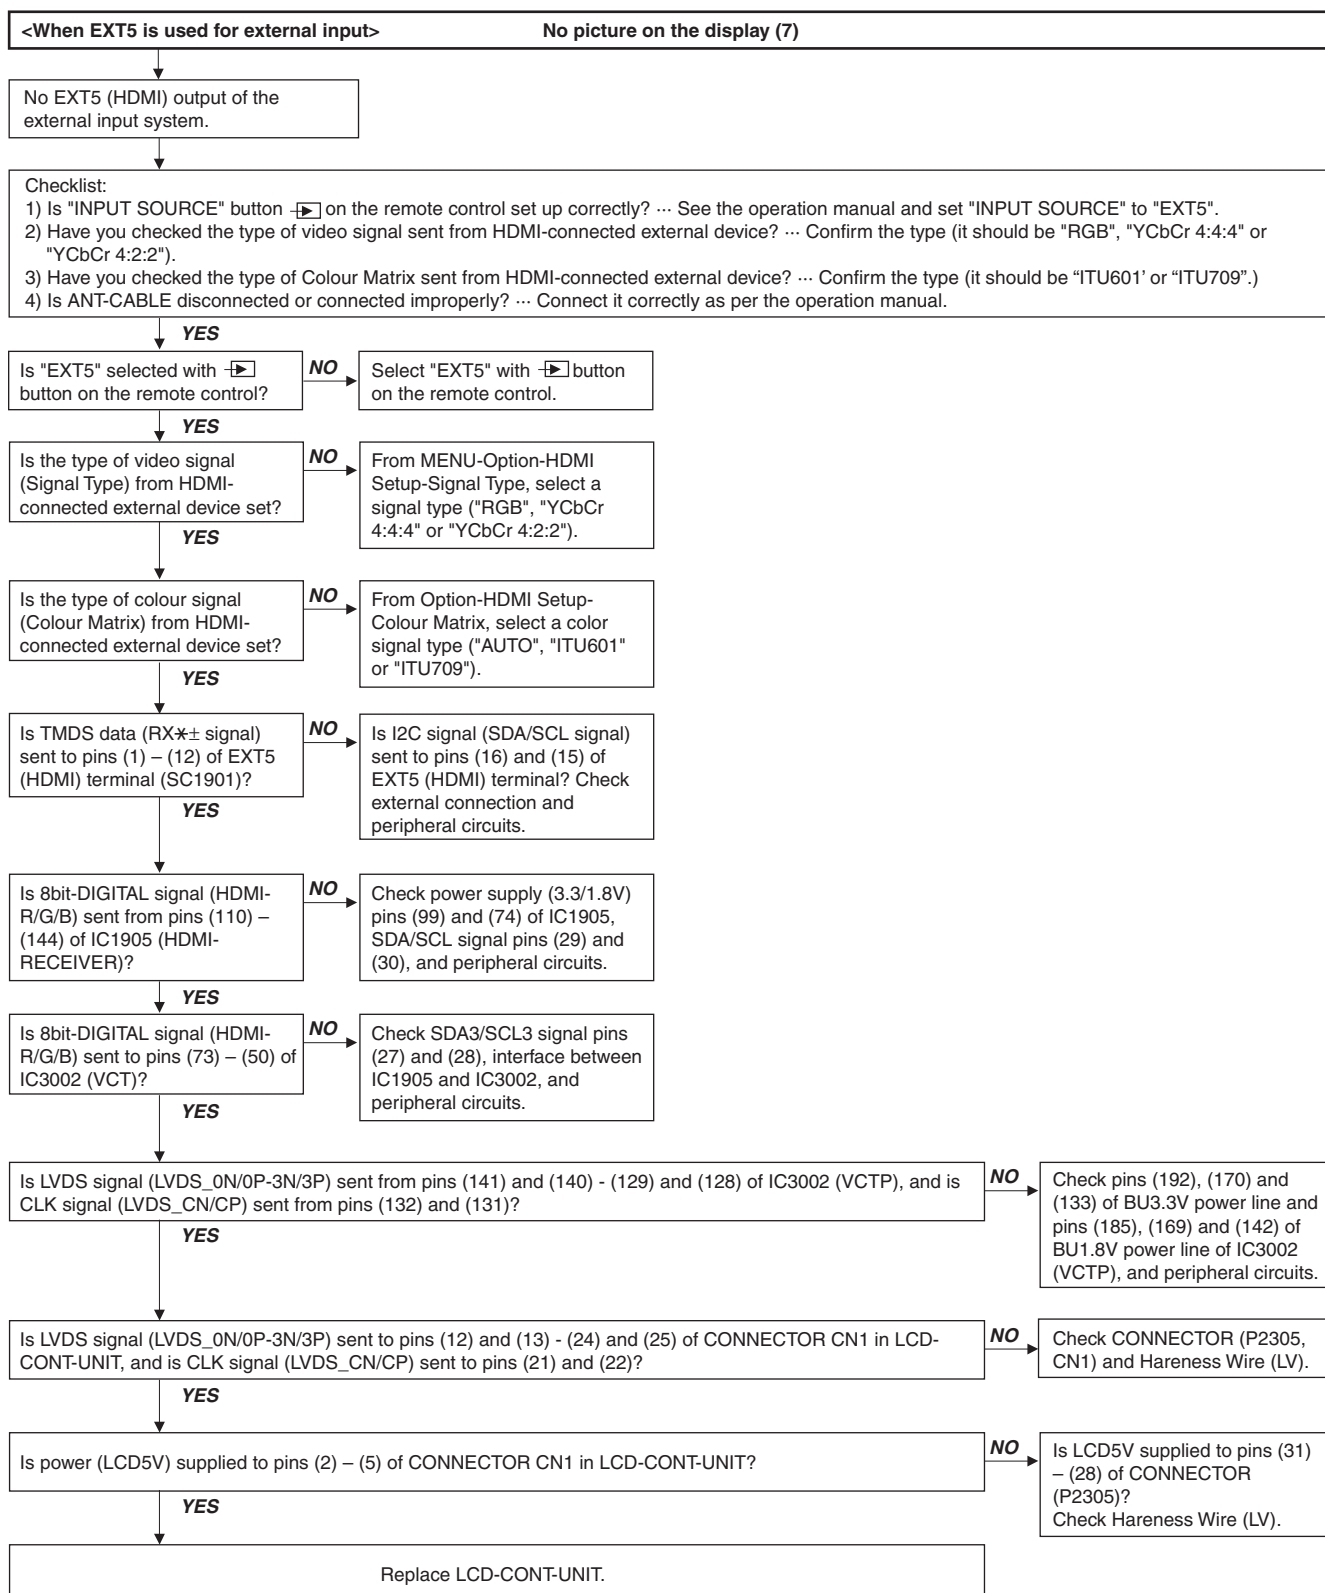 <When EXT5 is used for external input> No picture on the display (7)
No EXT5 (HDMI) output of the
external input system.
Checklist:
1) Is "INPUT SOURCE" button on the remote control set up correctly? ··· See the operation manual and set "INPUT SOURCE" to "EXT5".
2) Have you checked the type of video signal sent from HDMI-connected external device? ··· Confirm the type (it should be "RGB", "YCbCr 4:4:4" or
"YCbCr 4:2:2").
3) Have you checked the type of Colour Matrix sent from HDMI-connected external device? ··· Confirm the type (it should be “ITU601’ or “ITU709”.)
4) Is ANT-CABLE disconnected or connected improperly? ··· Connect it correctly as per the operation manual.
YES
Is "EXT5" selected with
button on the remote control?
NO
Select "EXT5" with button
on the remote control.
YES
Is the type of video signal
(Signal Type) from HDMI-
connected external device set?
NO
From MENU-Option-HDMI
Setup-Signal Type, select a
signal type ("RGB", "YCbCr
4:4:4" or "YCbCr 4:2:2").
YES
Is the type of colour signal
(Colour Matrix) from HDMI-
connected external device set?
NO
From Option-HDMI Setup-
Colour Matrix, select a color
signal type ("AUTO", "ITU601"
or "ITU709").
YES
Is TMDS data (RX*± signal)
sent to pins (1) – (12) of EXT5
(HDMI) terminal (SC1901)?
NO
Is I2C signal (SDA/SCL signal)
sent to pins (16) and (15) of
EXT5 (HDMI) terminal? Check
external connection and
peripheral circuits.
YES
Is 8bit-DIGITAL signal (HDMI-
R/G/B) sent from pins (110) –
(144) of IC1905 (HDMI-
RECEIVER)?
NO
Check power supply (3.3/1.8V)
pins (99) and (74) of IC1905,
SDA/SCL signal pins (29) and
(30), and peripheral circuits.
YES
Is 8bit-DIGITAL signal (HDMI-
R/G/B) sent to pins (73) – (50) of
IC3002 (VCT)?
NO
Check SDA3/SCL3 signal pins
(27) and (28), interface between
IC1905 and IC3002, and
peripheral circuits.
YES
Is LVDS signal (LVDS_0N/0P-3N/3P) sent from pins (141) and (140) - (129) and (128) of IC3002 (VCTP), and is
CLK signal (LVDS_CN/CP) sent from pins (132) and (131)?
NO
Check pins (192), (170) and
(133) of BU3.3V power line and
pins (185), (169) and (142) of
BU1.8V power line of IC3002
(VCTP), and peripheral circuits.
YES
Is LVDS signal (LVDS_0N/0P-3N/3P) sent to pins (12) and (13) - (24) and (25) of CONNECTOR CN1 in LCD-
CONT-UNIT, and is CLK signal (LVDS_CN/CP) sent to pins (21) and (22)?
NO
Check CONNECTOR (P2305,
CN1) and Hareness Wire (LV).
YES
Is power (LCD5V) supplied to pins (2) – (5) of CONNECTOR CN1 in LCD-CONT-UNIT?
NO
Is LCD5V supplied to pins (31)
– (28) of CONNECTOR
(P2305)?
Check Hareness Wire (LV).
YES
Replace LCD-CONT-UNIT.